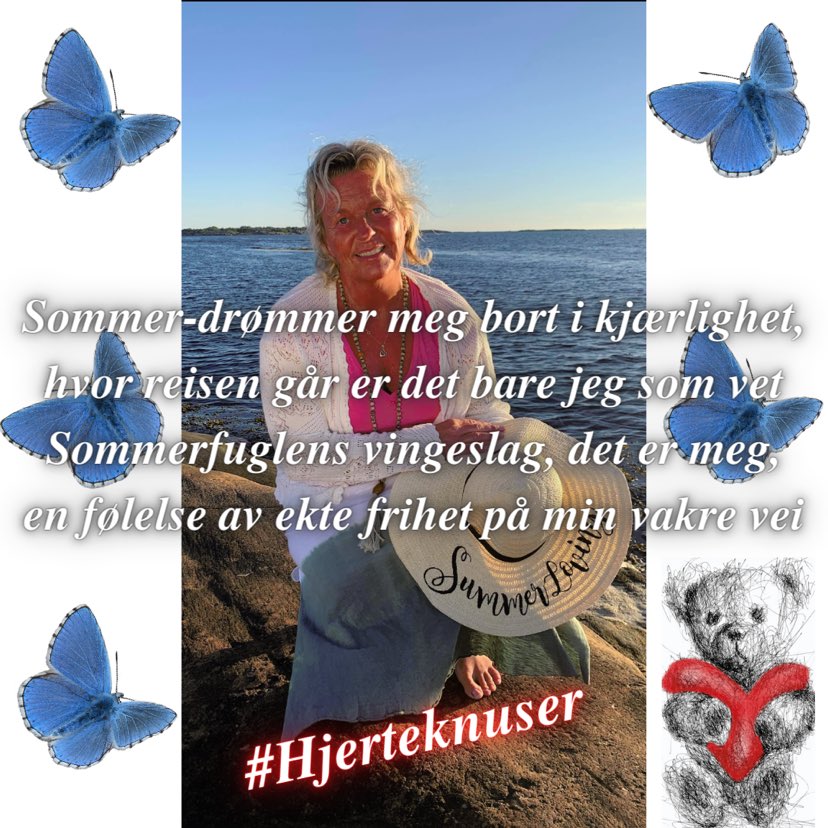 Sommer-drømmer meg bort i kjærlighet,
hvor reisen går er det bare jeg som vet
Sommerfuglens vingeslag, det er meg,
en følelse av ekte frihet på min vakre vei
SummerLoving
#Hjerteknuser